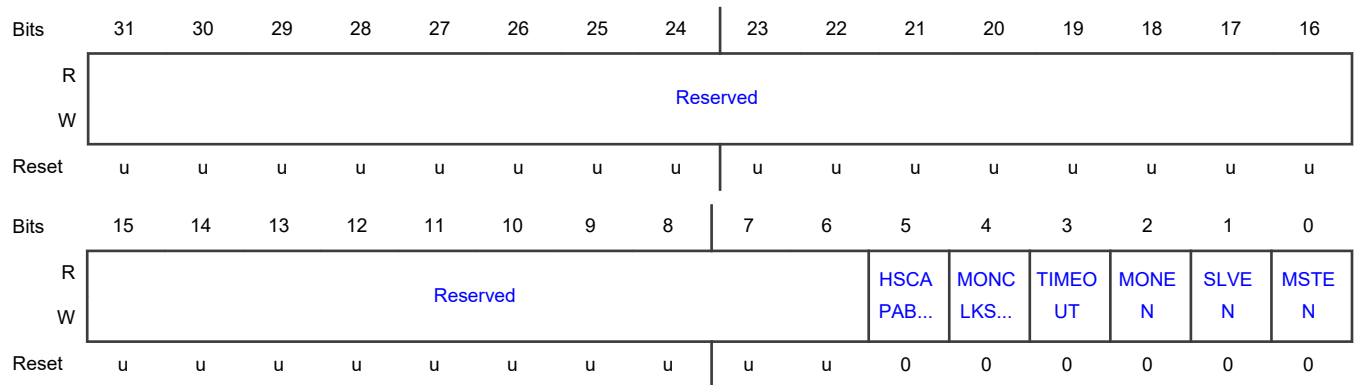 Bits 31 30 29 28 27 26 25 24 23 22 21 20 19 18 17 16
R
Reserved
W
Reset u u u u u u u u u u u u u u u u
Bits 15 14 13 12 11 10 9 8 7 6 5 4 3 2 1 0
R HSCA MONC TIMEO MONE SLVE MSTE
Reserved
W PAB... LKS... UT N N N
Reset u u u u u u u u u u 0 0 0 0 0 0